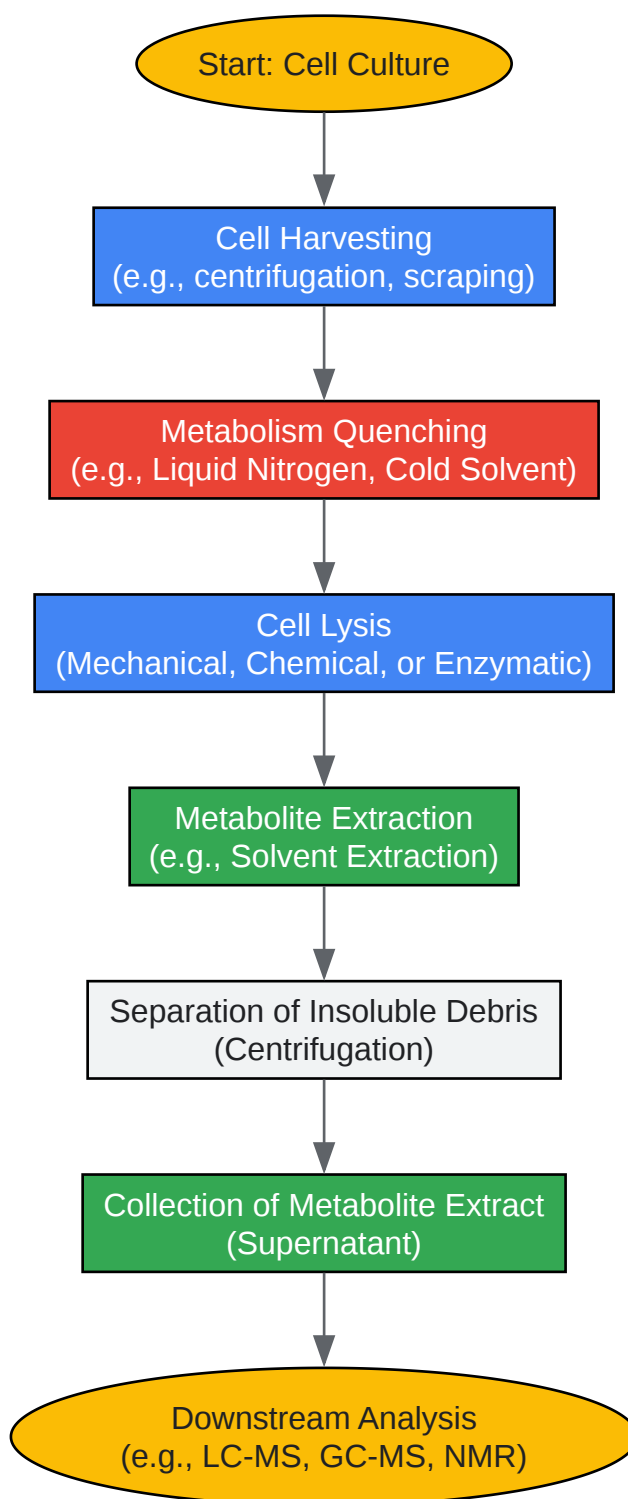 Start: Cell Culture
Cell Harvesting
(e.g., centrifugation, scraping)
Metabolism Quenching
(e.g., Liquid Nitrogen, Cold Solvent)
Cell Lysis
(Mechanical, Chemical, or Enzymatic)
Metabolite Extraction
(e.g., Solvent Extraction)
Separation of Insoluble Debris
(Centrifugation)
Collection of Metabolite Extract
(Supernatant)
Downstream Analysis
(e.g., LC-MS, GC-MS, NMR)